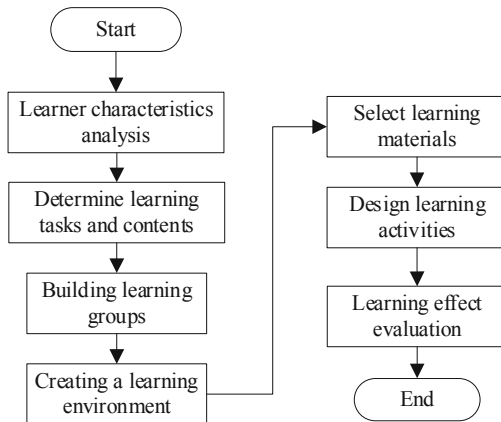 Start
Learner characteristics
analysis
Determine learning
tasks and contents
Building learning
groups
Creating a learning
environment
Select learning
materials
Design learning
activities
Learning effect
evaluation
End